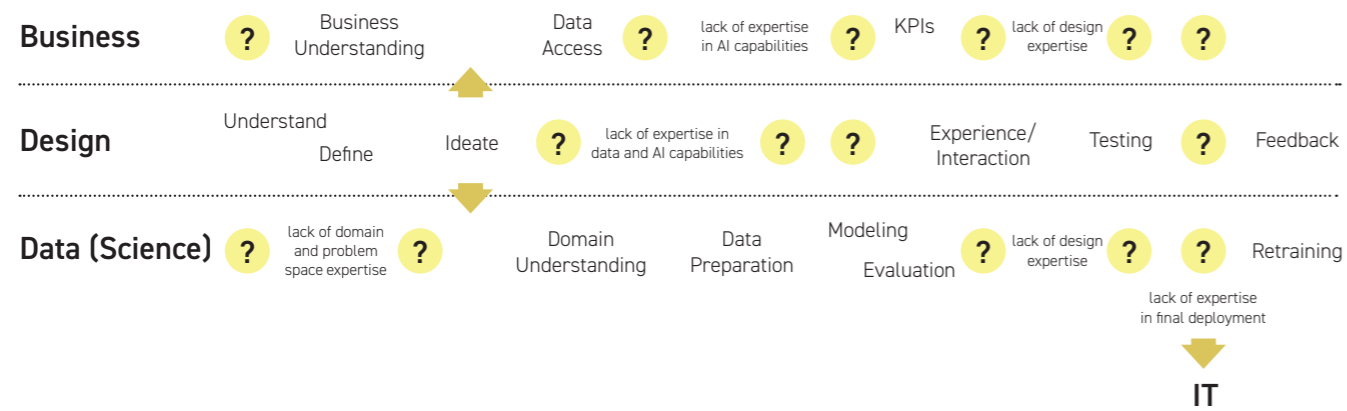 Business
?
Business
Understanding
Data
Access
?
lack of expertise
in AI capabilities
?
KPIs
?
lack of design
expertise
?
?
Design
Understand
Define
Ideate
?
lack of expertise in
data and AI capabilities
?
?
Experience/
Interaction
Testing
?
Feedback
Data (Science)
?
lack of domain
and problem
space expertise
?
Domain
Understanding
Data
Preparation
Modeling
Evaluation
?
lack of design
expertise
?
?
Retraining
lack of expertise
in final deployment
IT